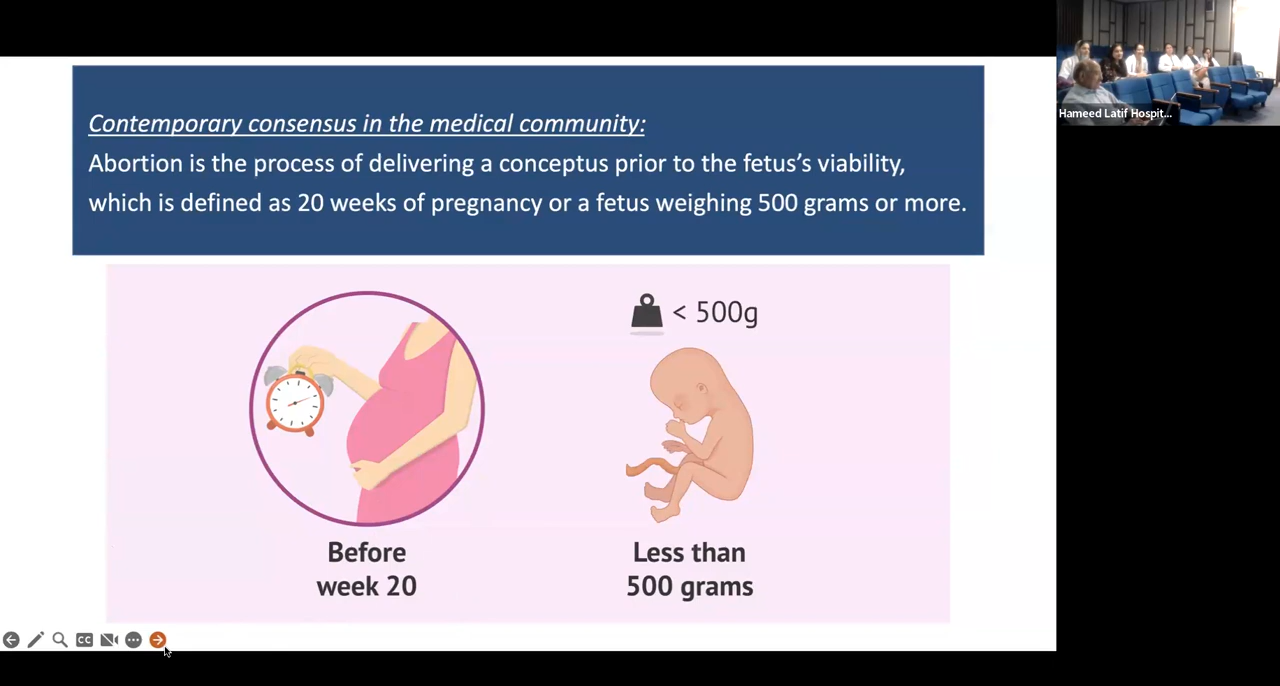 Contemporary consensus in the medical community:
Abortion is the process of delivering a conceptus prior to the fetus’s viability,
which is defined as 20 weeks of pregnancy or a fetus weighing 500 grams or more.
< 500g
Before
week 20
Less than
500 grams
CC
Hameed Latif Hospit...